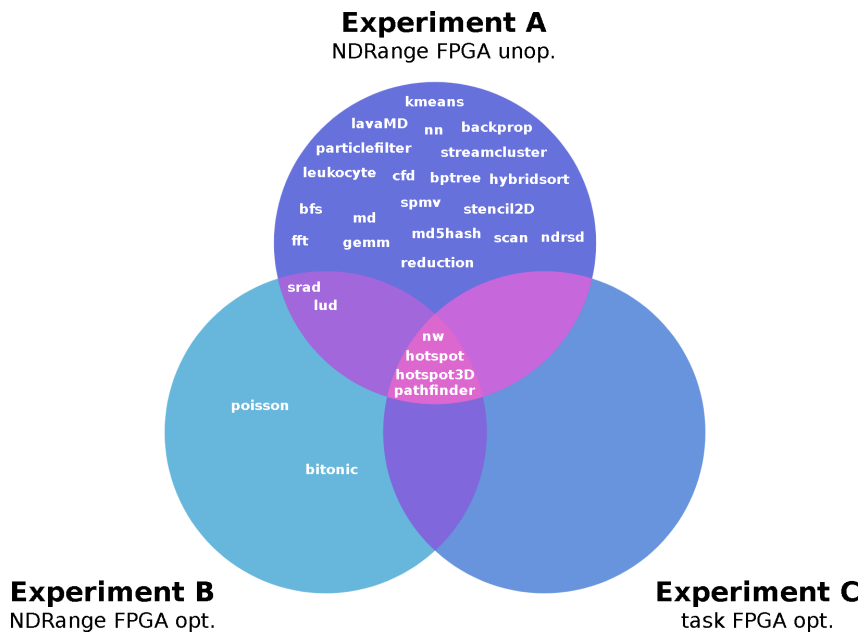 Experiment A
NDRange FPGA unop.
kmeans
lavaMD
nn
backprop
particlefilter
streamcluster
leukocyte
cfd
bptree
hybridsort
spmv
bfs
md
stencil2D
fft
gemm
md5hash
scan
ndrsd
reduction
srad
lud
nw
hotspot
hotspot3D
pathfinder
poisson
bitonic
Experiment B
NDRange FPGA opt.
Experiment C
task FPGA opt.